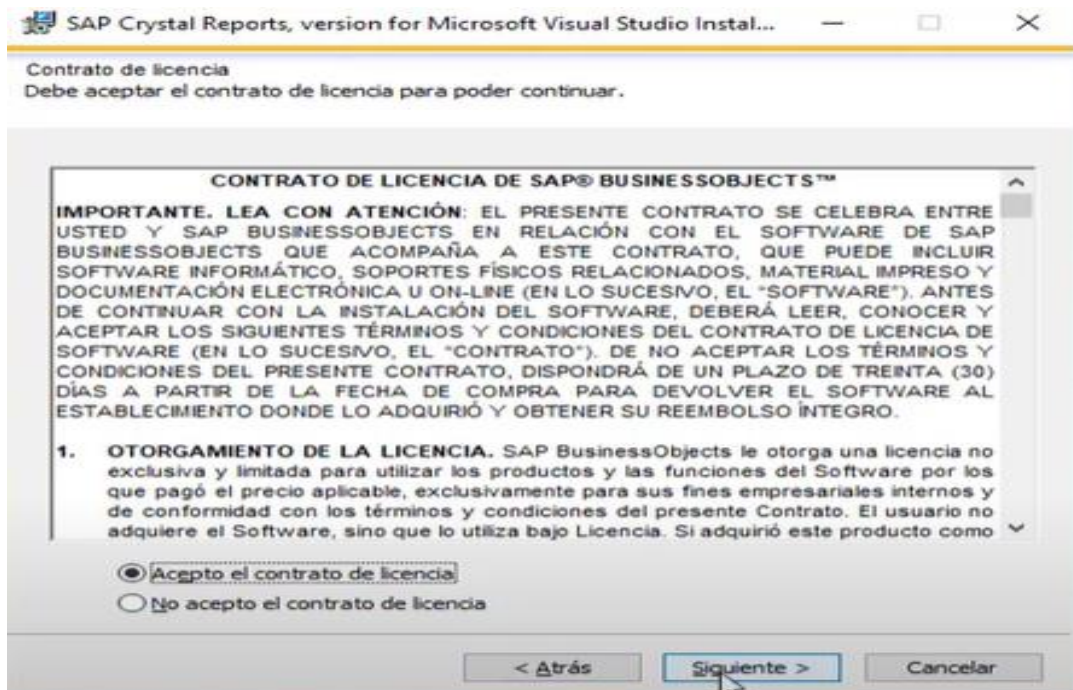 SAP Crystal Reports, version for Microsoft Visual Studio Instal...
Contrato de licencia
Debe aceptar el contrato de licencia para poder continuar.
CONTRATO DE LICENCIA DE SAP® BUSINESSOBJECTS™
IMPORTANTE. LEA CON ATENCIÓN: EL PRESENTE CONTRATO SE CELEBRA ENTRE
USTED Y SAP BUSINESSOBJECTS EN RELACIÓN CON EL SOFTWARE DE SAP
BUSINESSOBJECTS QUE ACOMPAÑA A ESTE CONTRATO, QUE PUEDE INCLUIR
SOFTWARE INFORMÁTICO, SOPORTES FÍSICOS RELACIONADOS, MATERIAL IMPRESO Y
DOCUMENTACIÓN ELECTRÓNICA U ON-LINE (EN LO SUCESIVO, EL "SOFTWARE"). ANTES
DE CONTINUAR CON LA INSTALACIÓN DEL SOFTWARE, DEBERÁ LEER, CONOCER Y
ACEPTAR LOS SIGUIENTES TÉRMINOS Y CONDICIONES DEL CONTRATO DE LICENCIA DE
SOFTWARE (EN LO SUCESIVO, EL "CONTRATO"). DE NO ACEPTAR LOS TÉRMINOS Y
CONDICIONES DEL PRESENTE CONTRATO, DISPONDRÁ DE UN PLAZO DE TREINTA (30)
DÍAS A PARTIR DE LA FECHA DE COMPRA PARA DEVOLVER EL SOFTWARE AL
ESTABLECIMIENTO DONDE LO ADQUIRIÓ Y OBTENER SU REEMBOLSO ÍNTEGRO.
1. OTORGAMIENTO DE LA LICENCIA. SAP BusinessObjects le otorga una licencia no
exclusiva y limitada para utilizar los productos y las funciones del Software por los
que pagó el precio aplicable, exclusivamente para sus fines empresariales internos y
de conformidad con los términos y condiciones del presente Contrato. El usuario no
adquiere el Software, sino que lo utiliza bajo Licencia. Si adquirió este producto como
Acepto el contrato de licencia
No acepto el contrato de licencia
< Atrás Siguiente > Cancelar